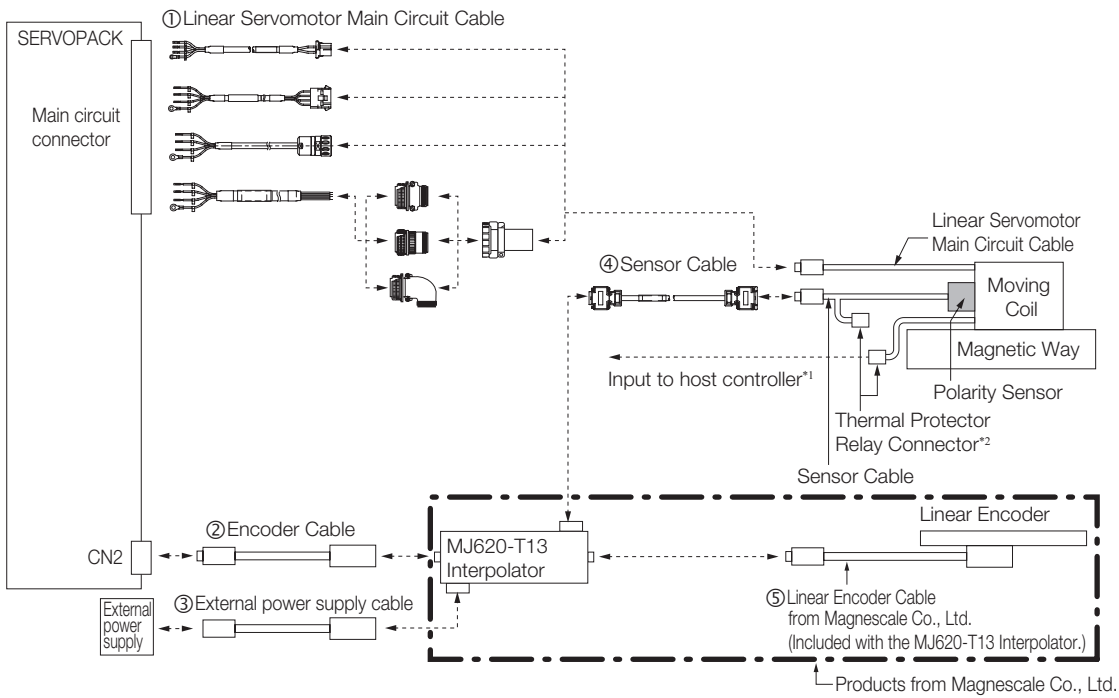 ①Linear Servomotor Main Circuit Cable
SERVOPACK
Main circuit
connector
Linear Servomotor
Main Circuit Cable
④Sensor Cable
Moving
Coil
Magnetic Way
Input to host controller*1
Polarity Sensor
Thermal Protector
Relay Connector*2
Sensor Cable
②Encoder Cable
CN2
MJ620-T13
Interpolator
Linear Encoder
③External power supply cable
External
power
supply
⑤Linear Encoder Cable
from Magnescale Co., Ltd.
(Included with the MJ620-T13 Interpolator.)
Products from Magnescale Co., Ltd.